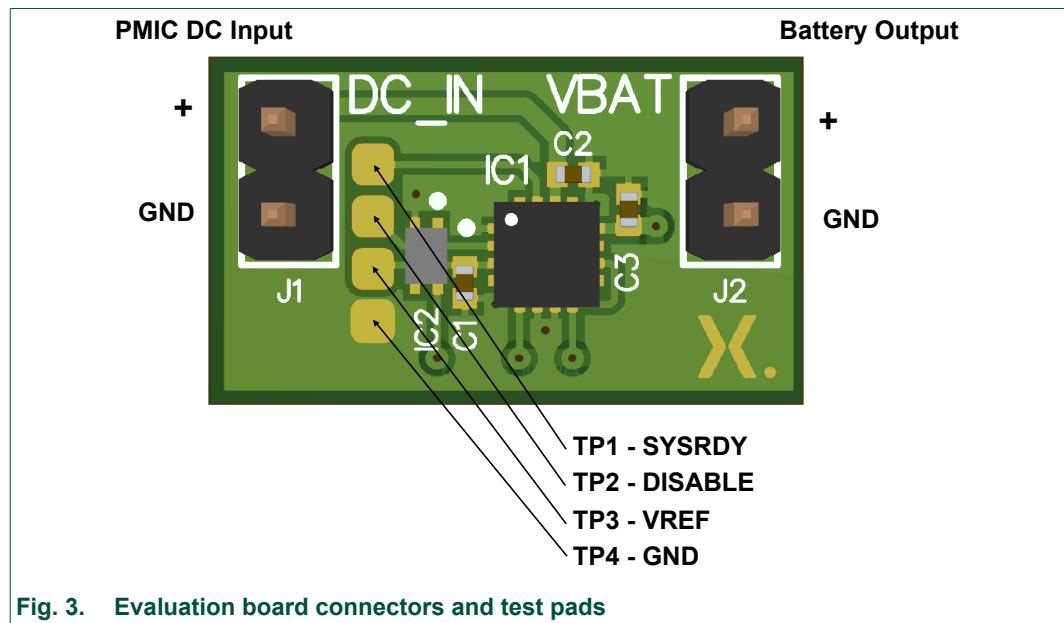 PMIC DC Input
Battery Output
DC_IN
VBAT
+
+
C2
IC1
GND
GND
C3
J1
J2
IC2
C1
X.
TP1 - SYSRDY
TP2 - DISABLE
TP3 - VREF
TP4 - GND
Fig. 3. Evaluation board connectors and test pads